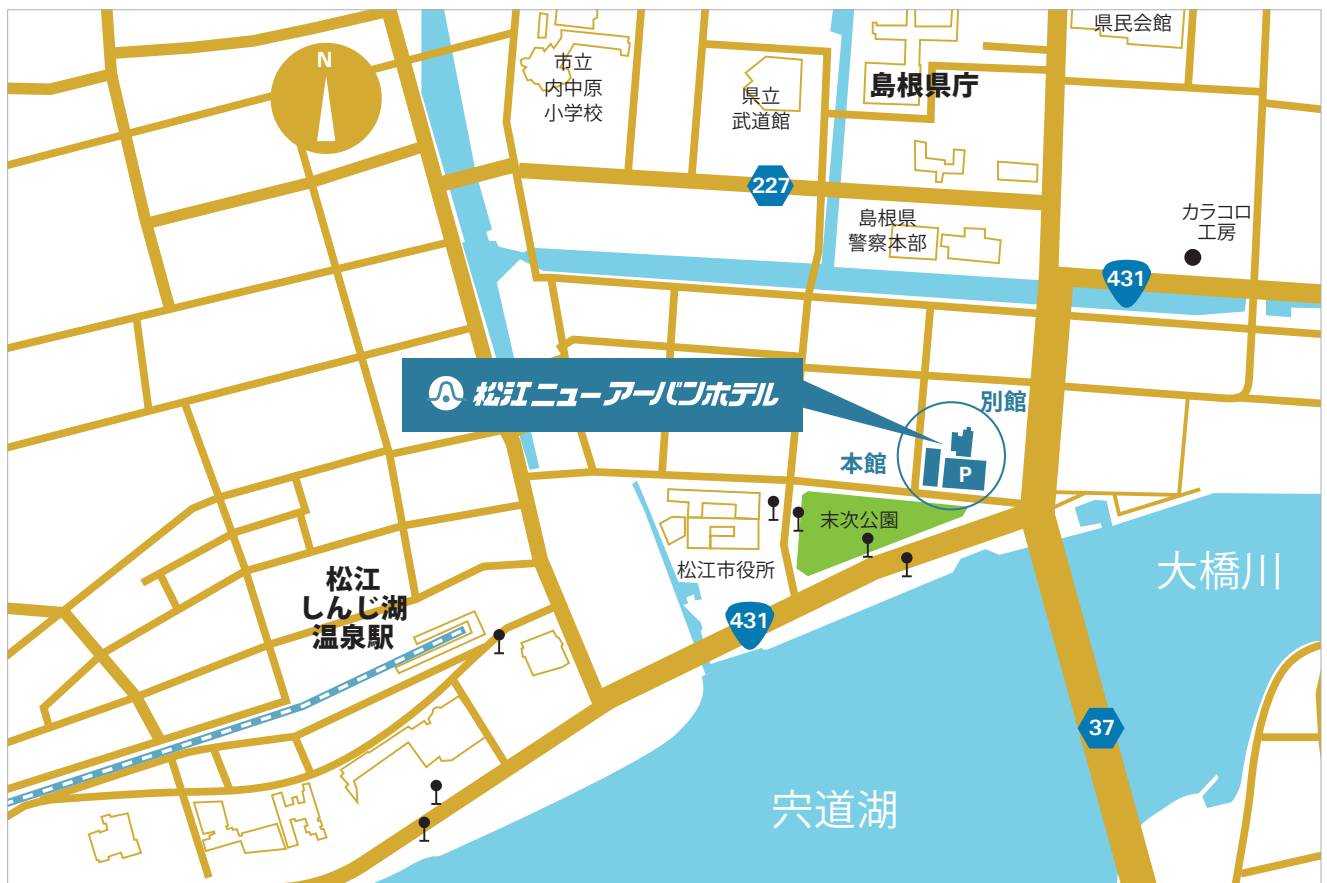 県民会館
N
市立
内中原
小学校
県立
武道館
島根県庁
227
島根県
警察本部
カラコロ
工房
431
松江ニューアーバンホテル
別館
本館
P
末次公園
松江市役所
大橋川
松江
しんじ湖
温泉駅
431
37
宍道湖